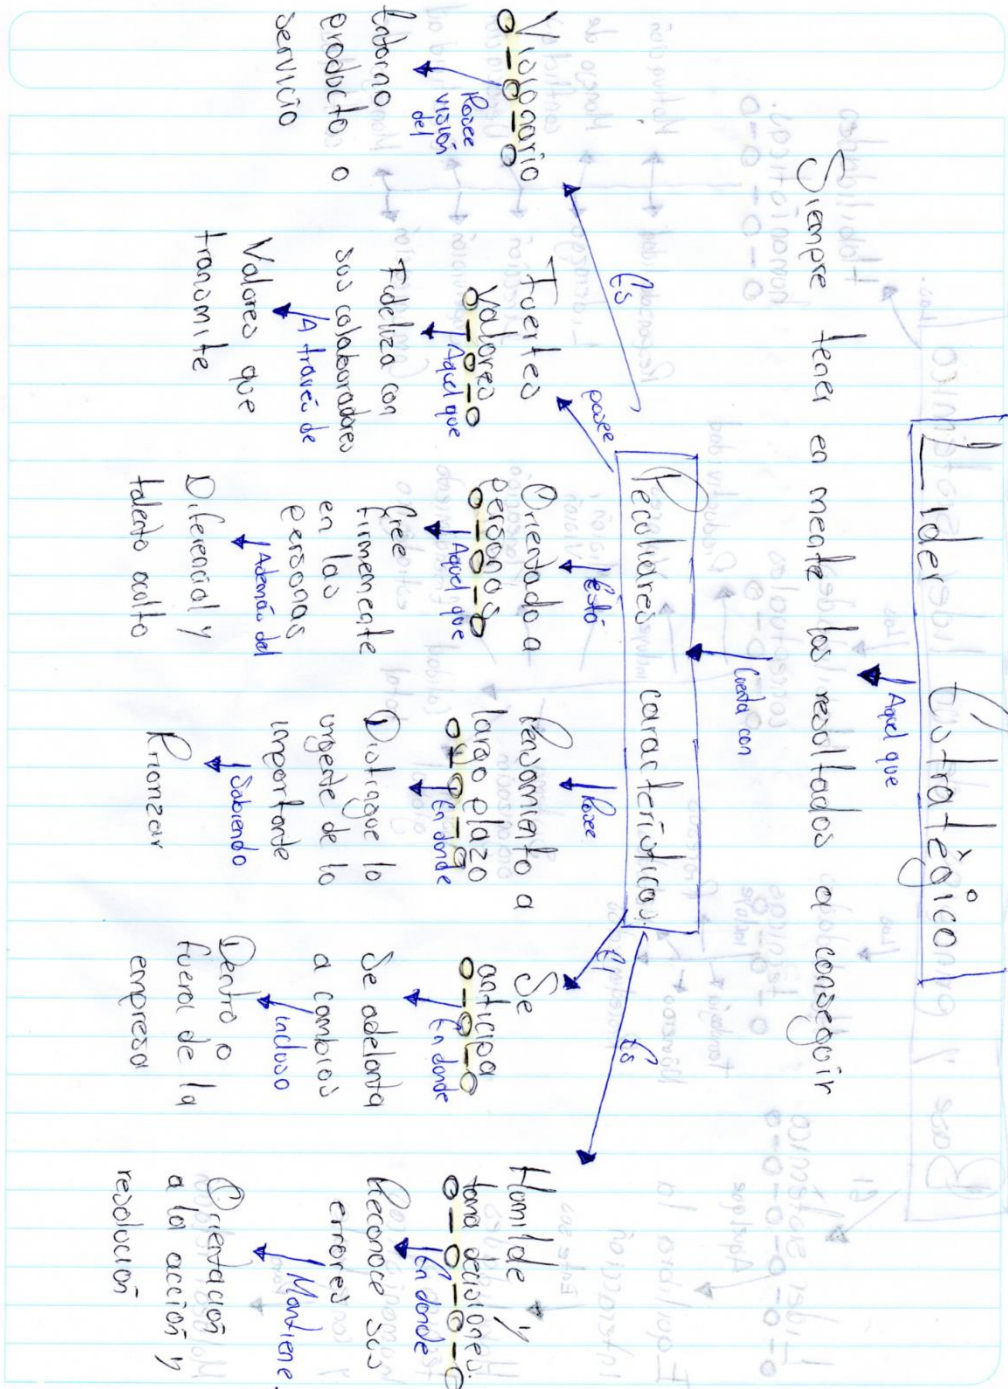 Líder Estratégico
Aquel que
Siempre tener en mente los resultados a conseguir
Cuenta con
Peculiares características.
Es
Visionario
Posee
visión
del
Entorno
producto o
servicio
posee
Fuertes
valores
Aquel que
Fideliza con
sus colaboradores
A través de
Valores que
transmite
Está
Orientado a
personas
Aquel que
Cree
firmemente
en las
personas
Además del
Diferencial y
talento oculto
Posee
Pensamiento a
largo plazo
En donde
Distingue lo
urgente de lo
importante
Sabiendo
Priorizar
El
Se
anticipa
En donde
Se adelanta
a cambios
incluso
Dentro o
fuera de la
empresa
Es
Humilde y
toma decisiones.
En donde
Reconoce sus
errores
Mantiene
Orientación
a la acción y
resolución